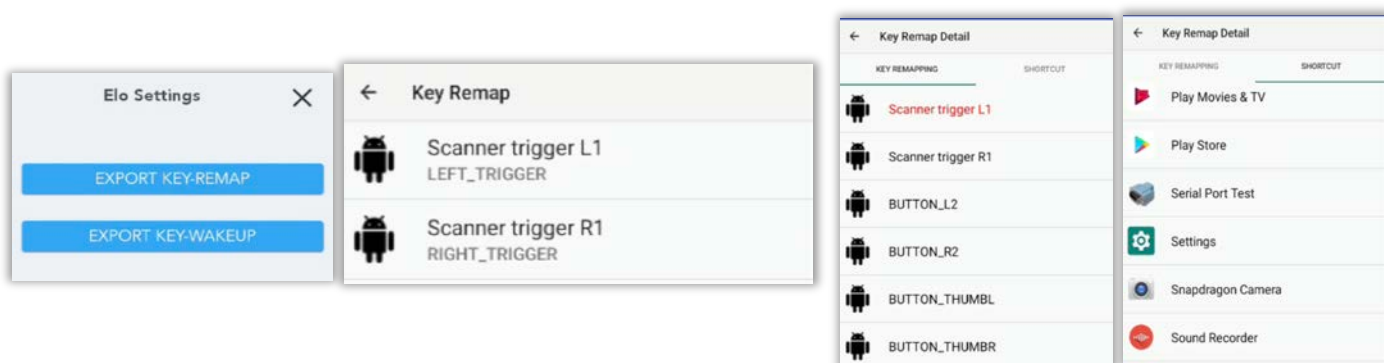 Elo Settings
EXPORT KEY-REMAP
EXPORT KEY-WAKEUP
Key Remap
Scanner trigger L1
LEFT_TRIGGER
Scanner trigger R1
RIGHT_TRIGGER
Key Remap Detail
KEY REMAPPING SHORTCUT
Scanner trigger L1
Scanner trigger R1
BUTTON_L2
BUTTON_R2
BUTTON_THUMBL
BUTTON_THUMBR
Key Remap Detail
KEY REMAPPING SHORTCUT
Play Movies & TV
Play Store
Serial Port Test
Settings
Snapdragon Camera
Sound Recorder